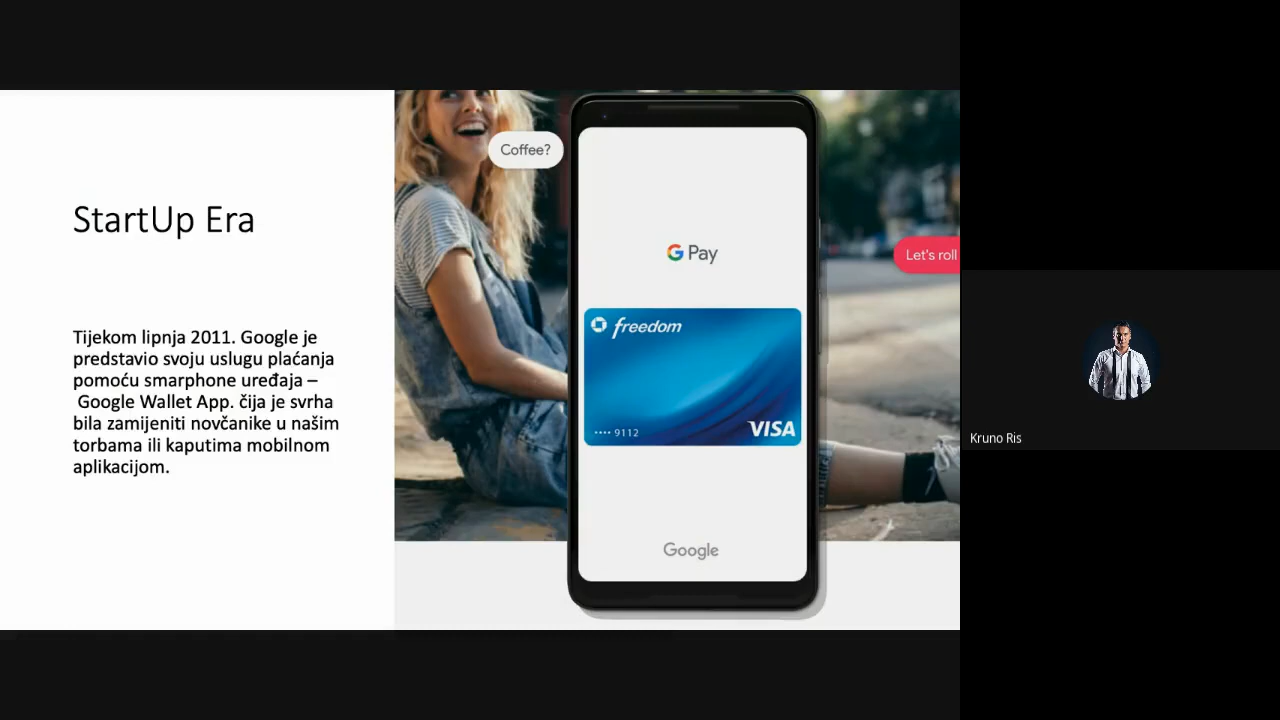 StartUp Era
Tijekom lipnja 2011. Google je
predstavio svoju uslugu plaćanja
pomoću smarphone uređaja –
Google Wallet App. čija je svrha
bila zamijeniti novčanike u našim
torbama ili kaputima mobilnom
aplikacijom.
Coffee?
Let's roll
G Pay
freedom
•••• 9112
VISA
Google
Kruno Ris